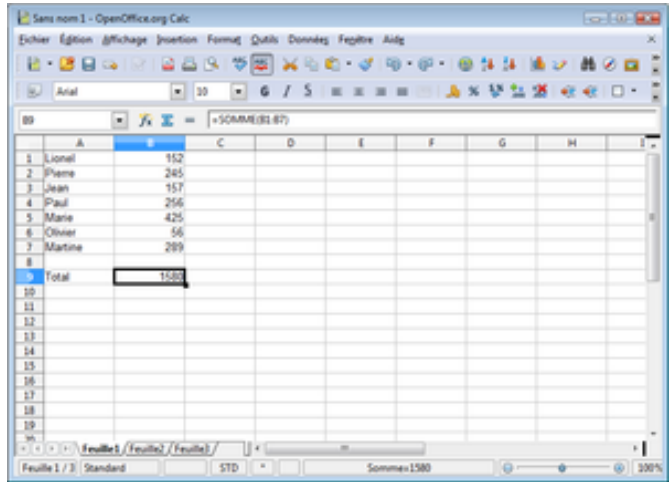 Sans nom 1 - OpenOffice.org Calc
Fichier Édition Affichage Insertion Format Outils Données Fenêtre Aide
Arial 10 G I S
B9 =SOMME(B1:B7)
A B C D E F G H I
1 Lionel 152
2 Pierre 245
3 Jean 157
4 Paul 256
5 Marie 425
6 Olivier 56
7 Martine 289
8
9 Total 1580
10
11
12
13
14
15
16
17
18
19
20
Feuille1 Feuille2 Feuille3
Feuille 1 / 3 Standard STD * Somme=1580 100%